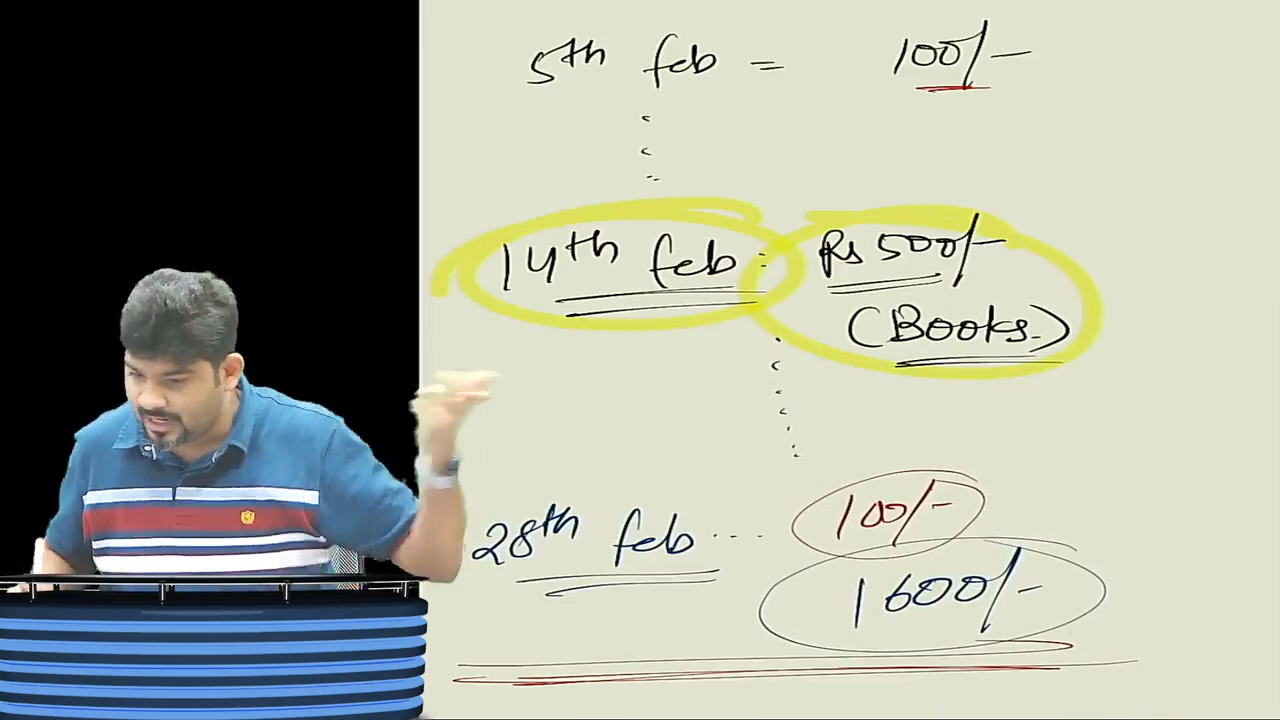 5th feb = 100/-
14th feb : Rs 500/-
(Books.)
28th feb ... 100/-
1600/-